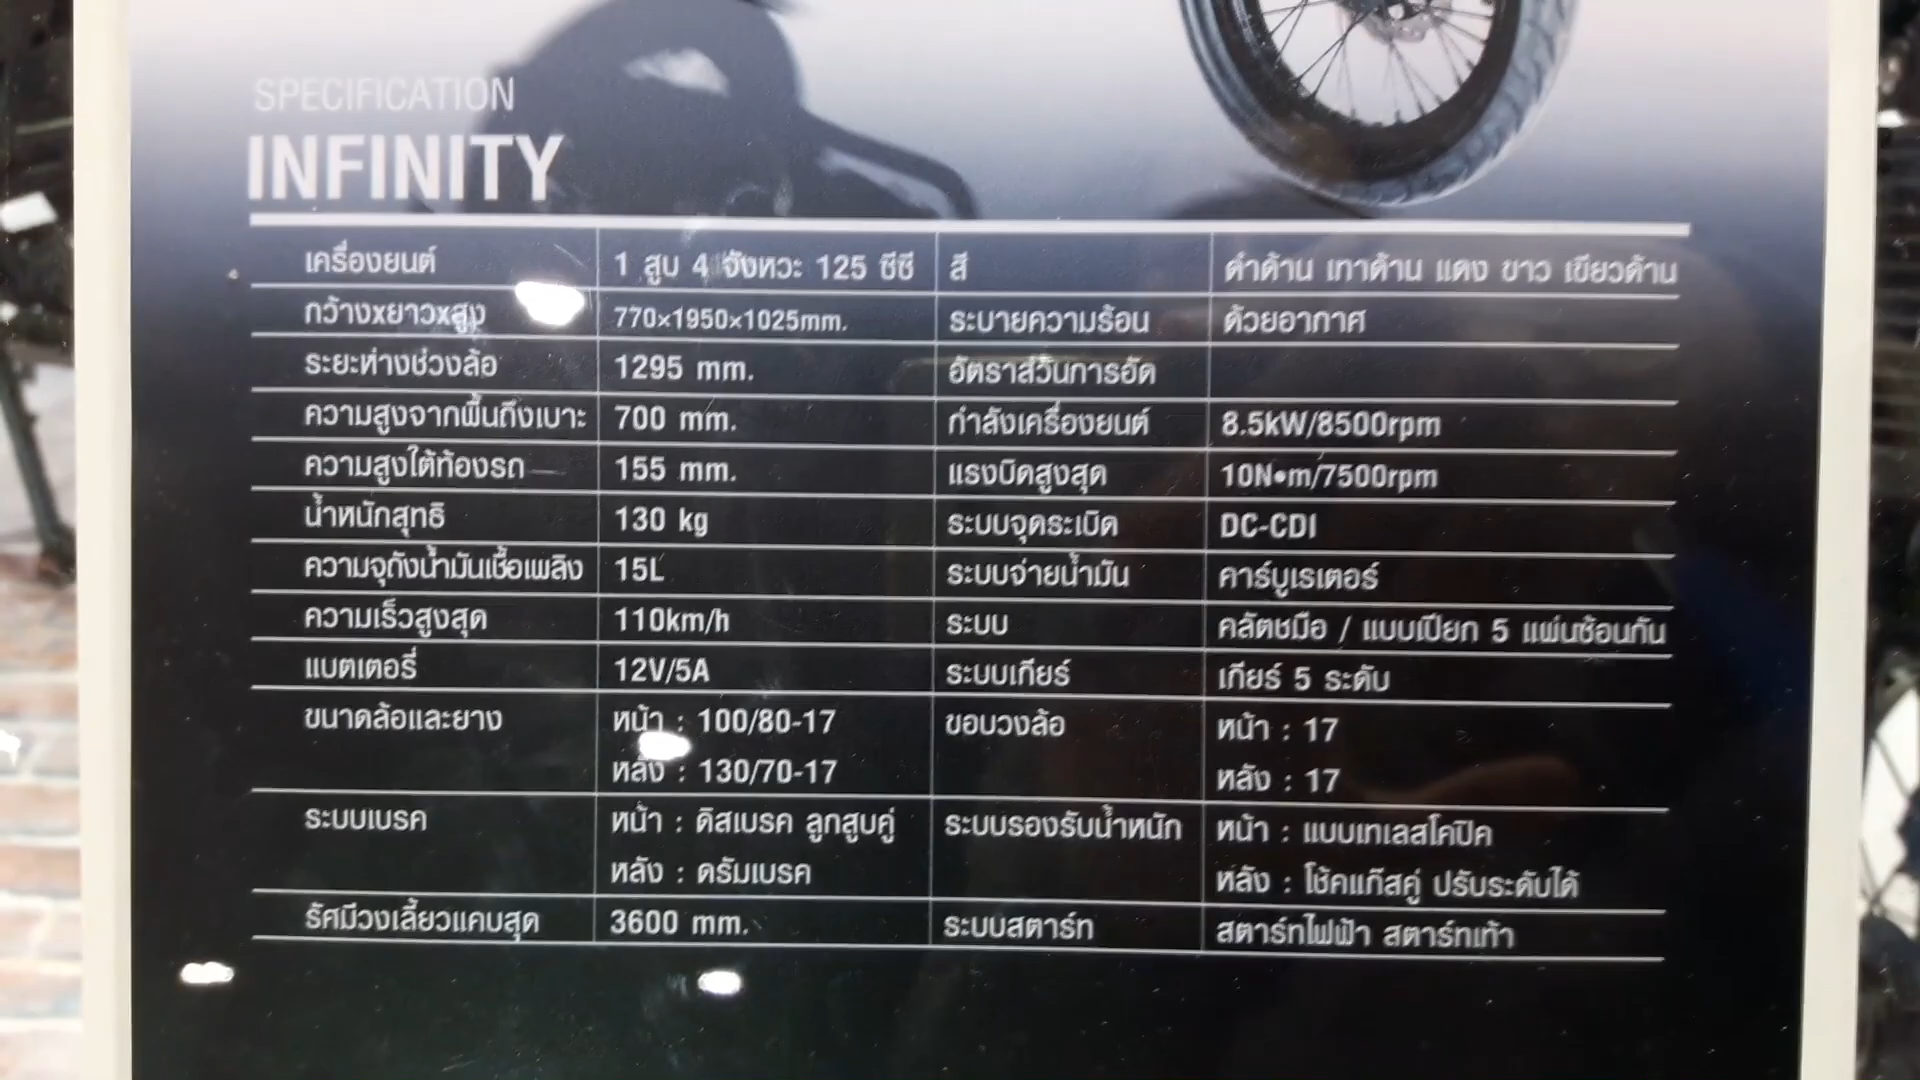 SPECIFICATION
INFINITY
เครื่องยนต์ 1 สูบ 4 จังหวะ 125 ซีซี สี ดำด้าน เทาด้าน แดง ขาว เขียวด้าน
กว้างxยาวxสูง 770×1950×1025mm. ระบายความร้อน ด้วยอากาศ
ระยะห่างช่วงล้อ 1295 mm. อัตราส่วนการอัด
ความสูงจากพื้นถึงเบาะ 700 mm. กำลังเครื่องยนต์ 8.5kW/8500rpm
ความสูงใต้ท้องรถ 155 mm. แรงบิดสูงสุด 10N•m/7500rpm
น้ำหนักสุทธิ 130 kg ระบบจุดระเบิด DC-CDI
ความจุถังน้ำมันเชื้อเพลิง 15L ระบบจ่ายน้ำมัน คาร์บูเรเตอร์
ความเร็วสูงสุด 110km/h ระบบ คลัตชมือ / แบบเปียก 5 แผ่นซ้อนกัน
แบตเตอรี่ 12V/5A ระบบเกียร์ เกียร์ 5 ระดับ
ขนาดล้อและยาง หน้า : 100/80-17 ขอบวงล้อ หน้า : 17
หลัง : 130/70-17 หลัง : 17
ระบบเบรค หน้า : ดิสเบรค ลูกสูบคู่ ระบบรองรับน้ำหนัก หน้า : แบบเทเลสโคปิค
หลัง : ดรัมเบรค หลัง : โช้คแก๊สคู่ ปรับระดับได้
รัศมีวงเลี้ยวแคบสุด 3600 mm. ระบบสตาร์ท สตาร์ทไฟฟ้า สตาร์ทเท้า